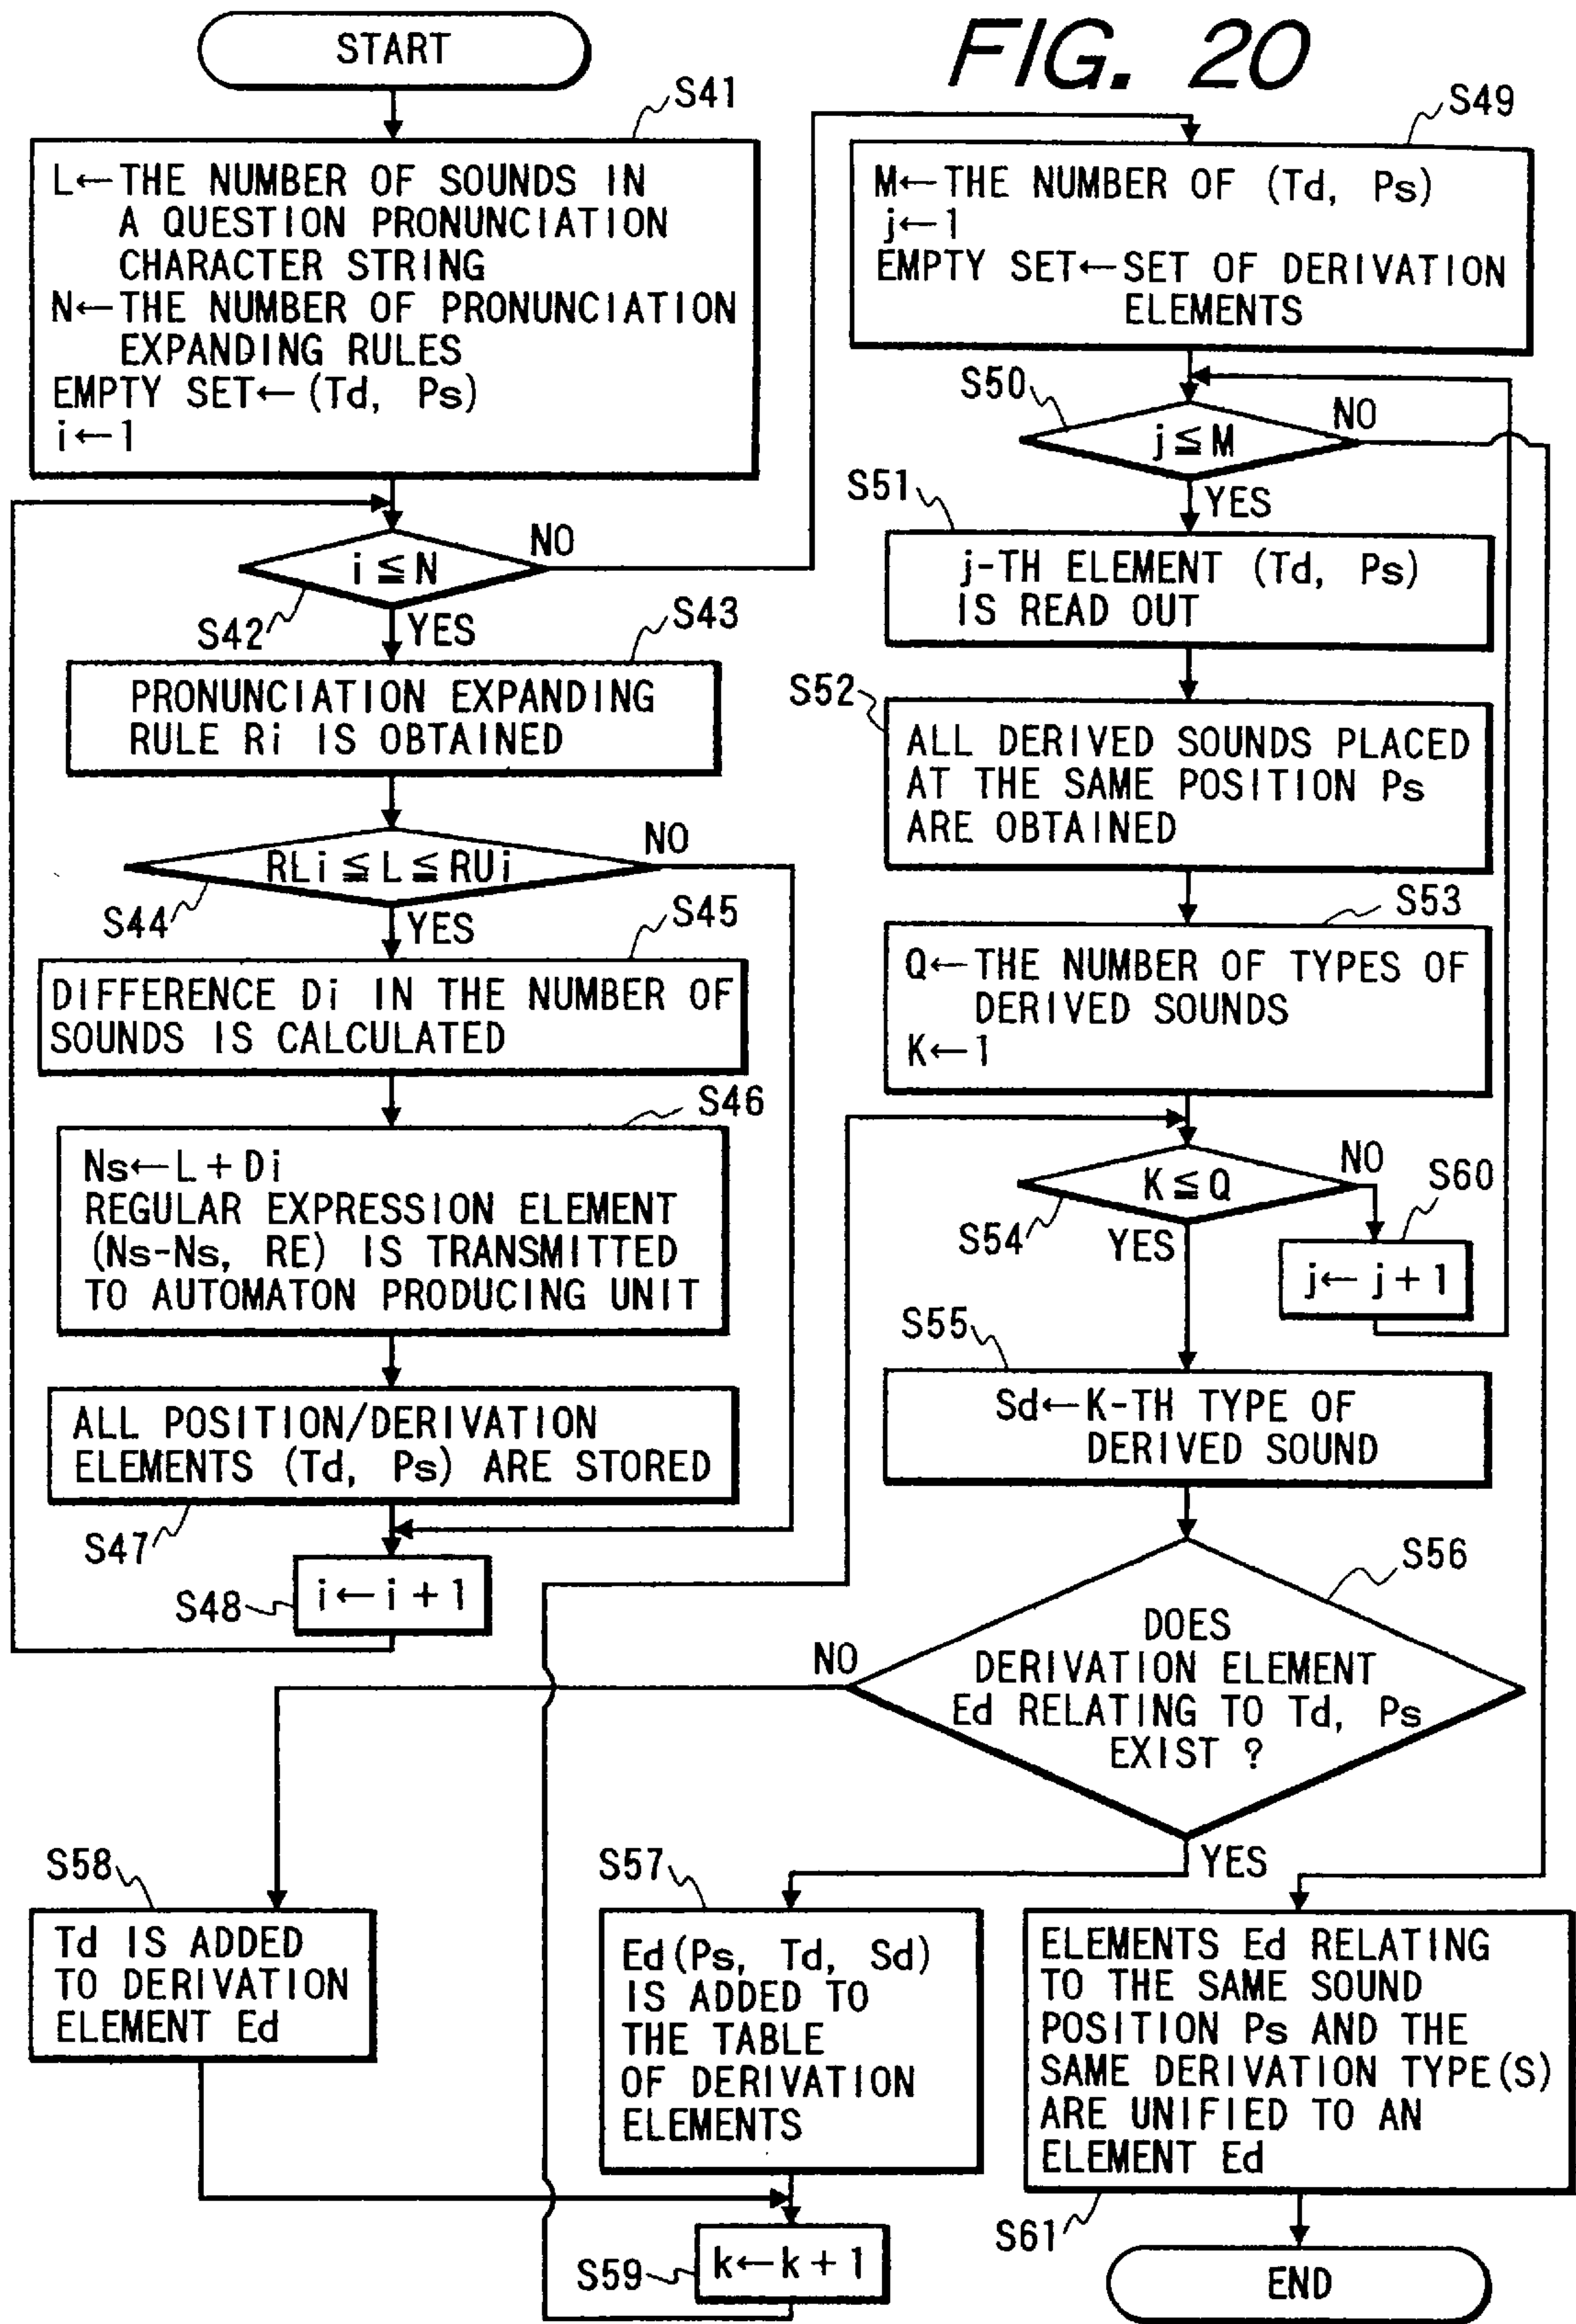 FIG. 20
START
S41
L←THE NUMBER OF SOUNDS IN
A QUESTION PRONUNCIATION
CHARACTER STRING
N←THE NUMBER OF PRONUNCIATION
EXPANDING RULES
EMPTY SET←(Td, Ps)
i←1
i≦N
NO
S42
YES
S43
PRONUNCIATION EXPANDING
RULE Ri IS OBTAINED
RLi≦L≦RUi
NO
S44
YES
S45
DIFFERENCE Di IN THE NUMBER OF
SOUNDS IS CALCULATED
S46
Ns←L+Di
REGULAR EXPRESSION ELEMENT
(Ns-Ns, RE) IS TRANSMITTED
TO AUTOMATON PRODUCING UNIT
ALL POSITION/DERIVATION
ELEMENTS (Td, Ps) ARE STORED
S47
S48
i←i+1
S49
M←THE NUMBER OF (Td, Ps)
j←1
EMPTY SET←SET OF DERIVATION
ELEMENTS
S50
j≦M
NO
YES
S51
j-TH ELEMENT (Td, Ps)
IS READ OUT
S52
ALL DERIVED SOUNDS PLACED
AT THE SAME POSITION Ps
ARE OBTAINED
S53
Q←THE NUMBER OF TYPES OF
DERIVED SOUNDS
K←1
K≦Q
NO
S54
YES
S60
j←j+1
S55
Sd←K-TH TYPE OF
DERIVED SOUND
S56
DOES
DERIVATION ELEMENT
Ed RELATING TO Td, Ps
EXIST ?
NO
YES
S58
Td IS ADDED
TO DERIVATION
ELEMENT Ed
S57
Ed(Ps, Td, Sd)
IS ADDED TO
THE TABLE
OF DERIVATION
ELEMENTS
S59
k←k+1
ELEMENTS Ed RELATING
TO THE SAME SOUND
POSITION Ps AND THE
SAME DERIVATION TYPE(S)
ARE UNIFIED TO AN
ELEMENT Ed
S61
END